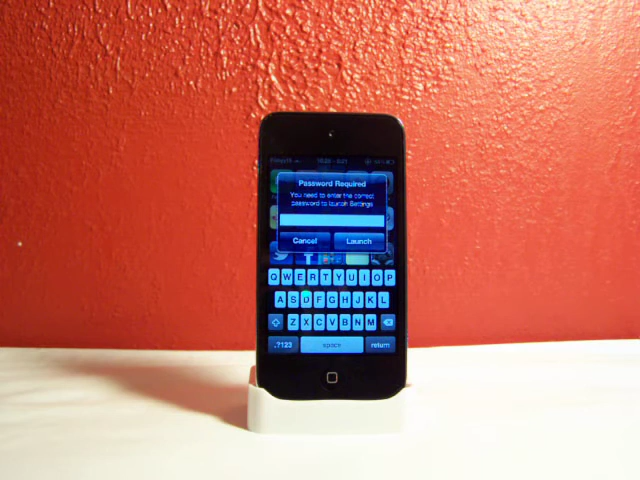 Password Required
You need to enter the correct
password to launch Settings
Cancel Launch
Q W E R T Y U I O P
A S D F G H J K L
Z X C V B N M
.?123 space return